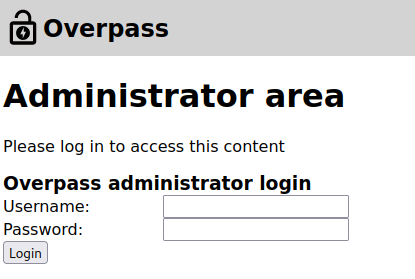 Overpass
Administrator area
Please log in to access this content
Overpass administrator login
Username:
Password:
Login